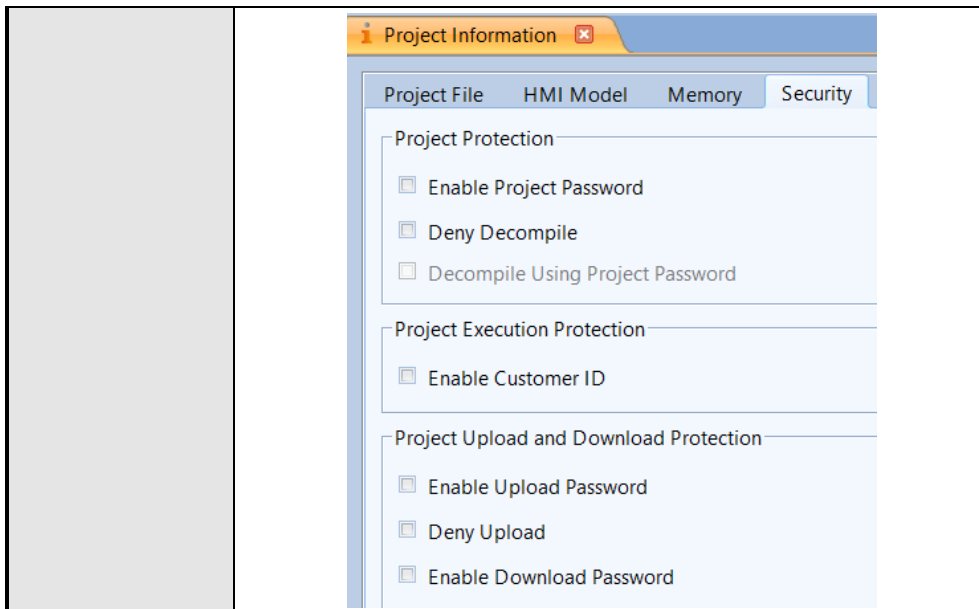 Project Information
Project File HMI Model Memory Security
Project Protection
Enable Project Password
Deny Decompile
Decompile Using Project Password
Project Execution Protection
Enable Customer ID
Project Upload and Download Protection
Enable Upload Password
Deny Upload
Enable Download Password